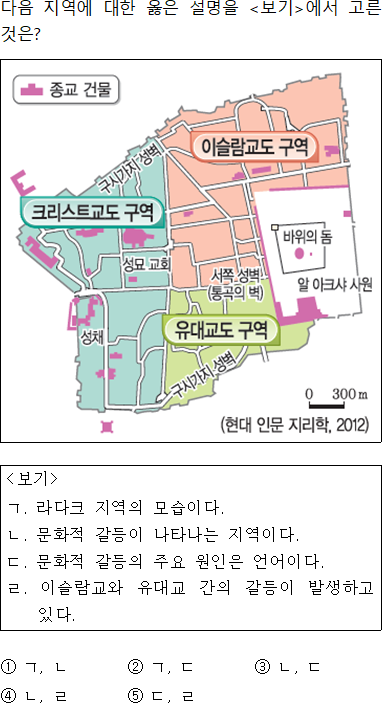 다음 지역에 대한 옳은 설명을 <보기>에서 고른
것은?
종교 건물
이슬람교도 구역
구시가지 성벽
크리스트교도 구역
바위의 돔
성묘 교회
서쪽 성벽
(통곡의 벽)
알 아크샤 사원
유대교도 구역
성채
구시가지 성벽
0 300m
(현대 인문 지리학, 2012)
<보기>
ㄱ. 라다크 지역의 모습이다.
ㄴ. 문화적 갈등이 나타나는 지역이다.
ㄷ. 문화적 갈등의 주요 원인은 언어이다.
ㄹ. 이슬람교와 유대교 간의 갈등이 발생하고
있다.
① ㄱ, ㄴ ② ㄱ, ㄷ ③ ㄴ, ㄷ
④ ㄴ, ㄹ ⑤ ㄷ, ㄹ